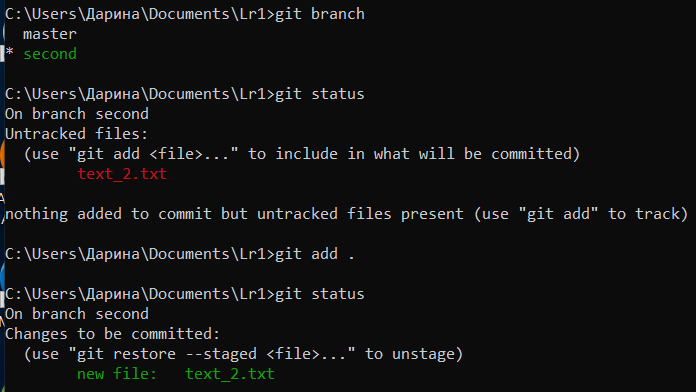 C:\Users\Дарина\Documents\Lr1>git branch
  master
* second
C:\Users\Дарина\Documents\Lr1>git status
On branch second
Untracked files:
  (use "git add <file>..." to include in what will be committed)
        text_2.txt
nothing added to commit but untracked files present (use "git add" to track)
C:\Users\Дарина\Documents\Lr1>git add .
C:\Users\Дарина\Documents\Lr1>git status
On branch second
Changes to be committed:
  (use "git restore --staged <file>..." to unstage)
        new file:   text_2.txt